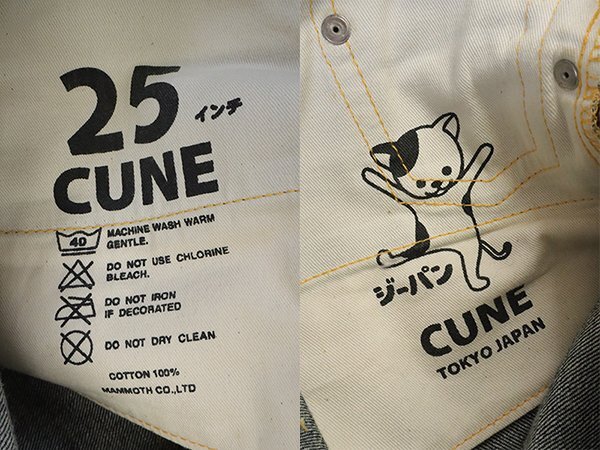 25 インチ
CUNE
40
MACHINE WASH WARM
GENTLE.
DO NOT USE CHLORINE
BLEACH.
DO NOT IRON
IF DECORATED
DO NOT DRY CLEAN
COTTON 100%
MAMMOTH CO.,LTD
ジーパン
CUNE
TOKYO JAPAN